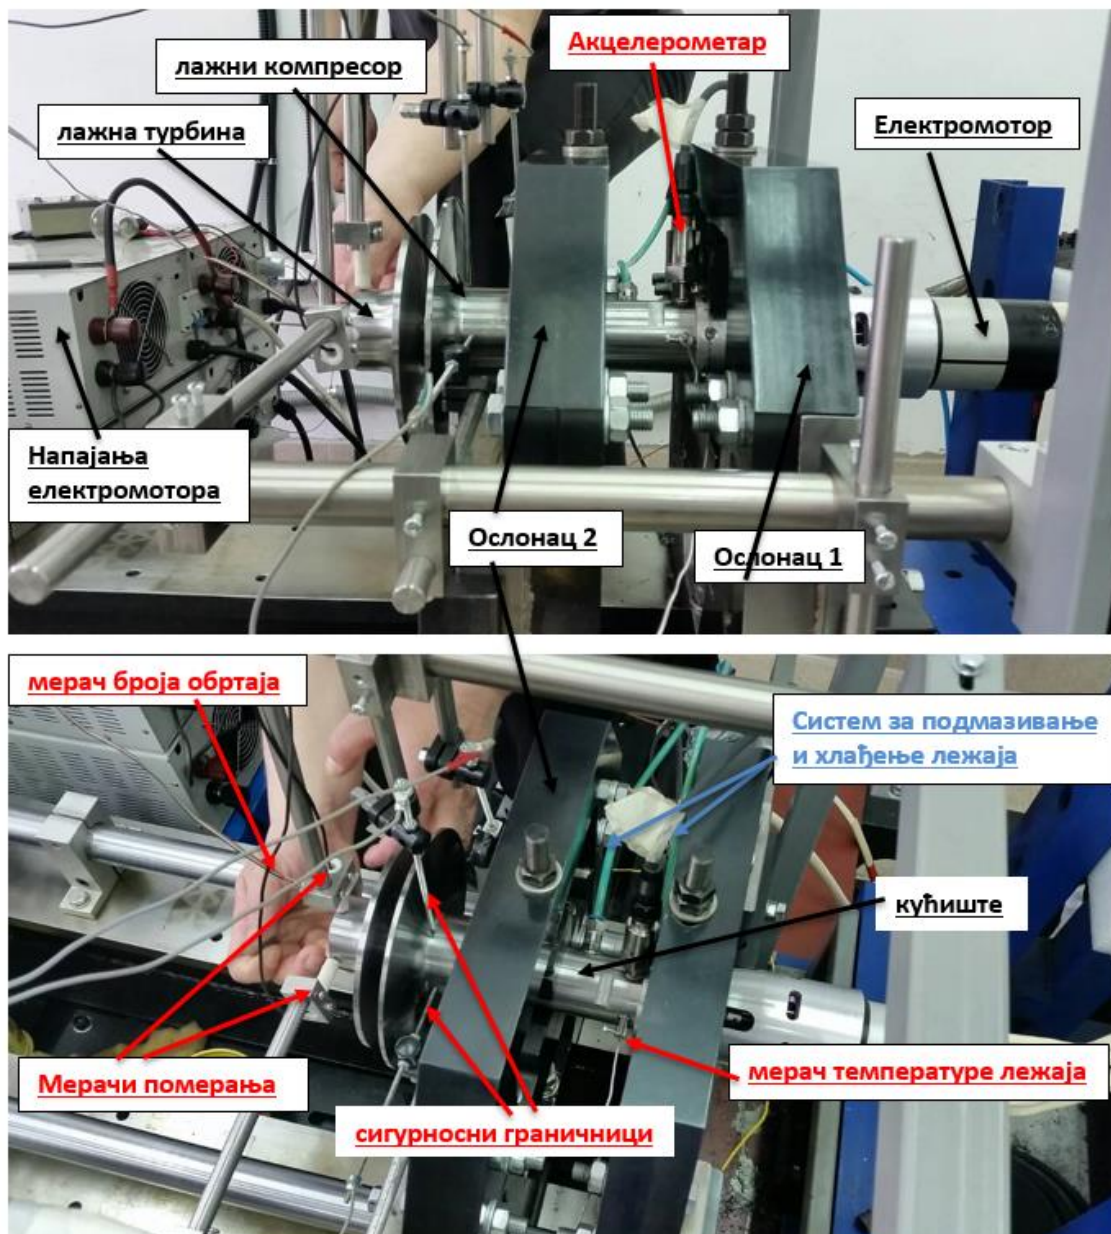 Акцелерометар
лажни компресор
лажна турбина
Електромотор
Напајања
електромотора
Ослонац 2
Ослонац 1
мерач броја обртаја
Систем за подмазивање
и хлађење лежаја
кућиште
Мерачи померања
мерач температуре лежаја
сигурносни граничници